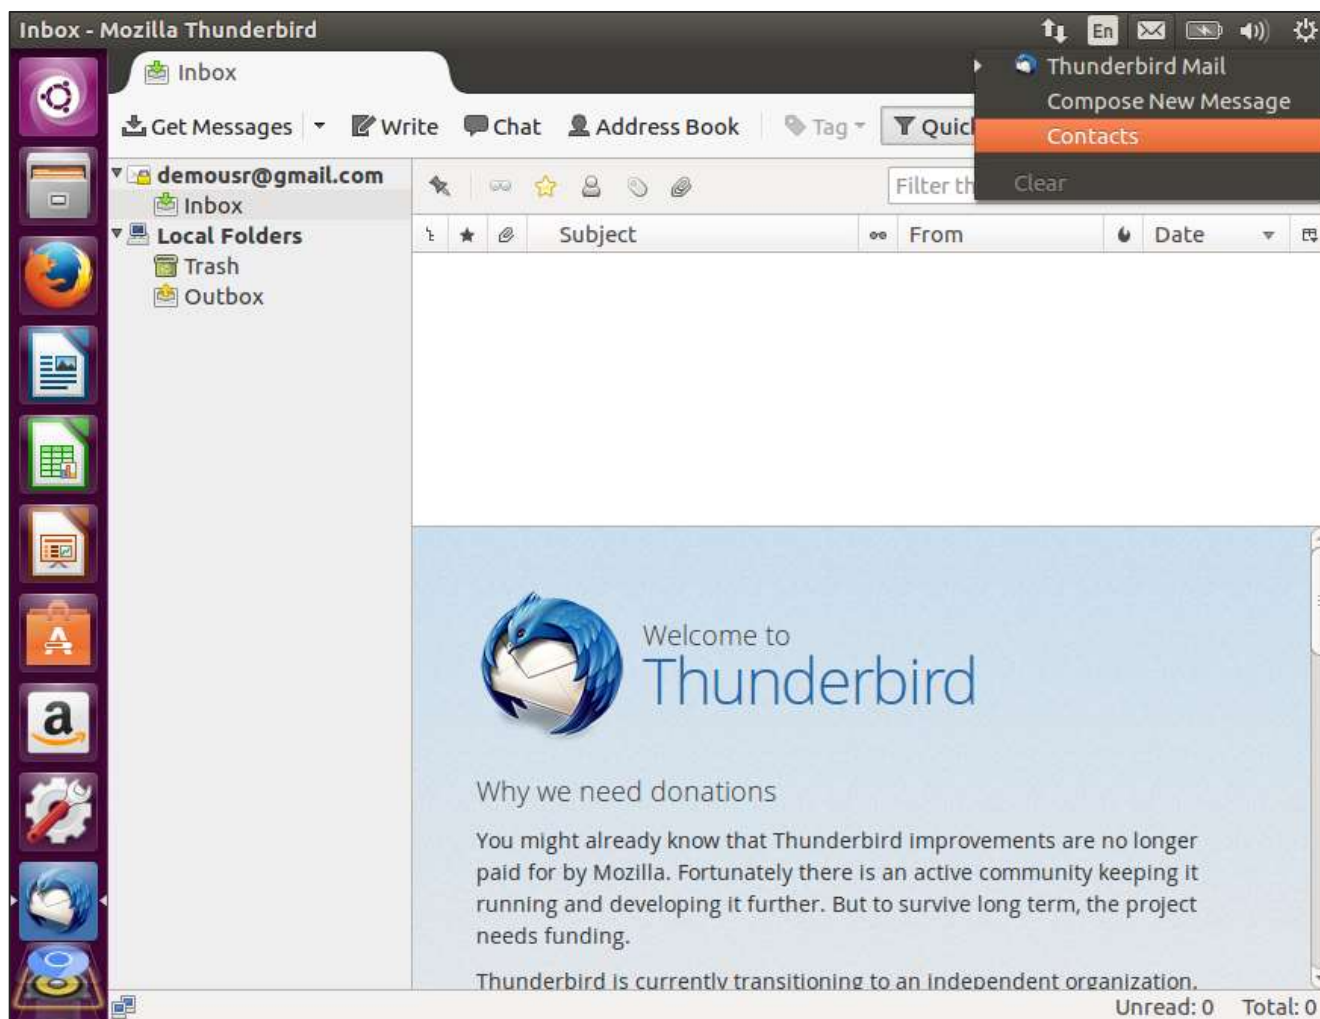 Inbox - Mozilla Thunderbird
En
Inbox
Thunderbird Mail
Compose New Message
Contacts
Clear
Get Messages
Write
Chat
Address Book
Tag
Filter th
demousr@gmail.com
Inbox
Local Folders
Trash
Outbox
Subject
From
Date
Welcome to
Thunderbird
Why we need donations
You might already know that Thunderbird improvements are no longer
paid for by Mozilla. Fortunately there is an active community keeping it
running and developing it further. But to survive long term, the project
needs funding.
Thunderbird is currently transitioning to an independent organization.
Unread: 0 Total: 0